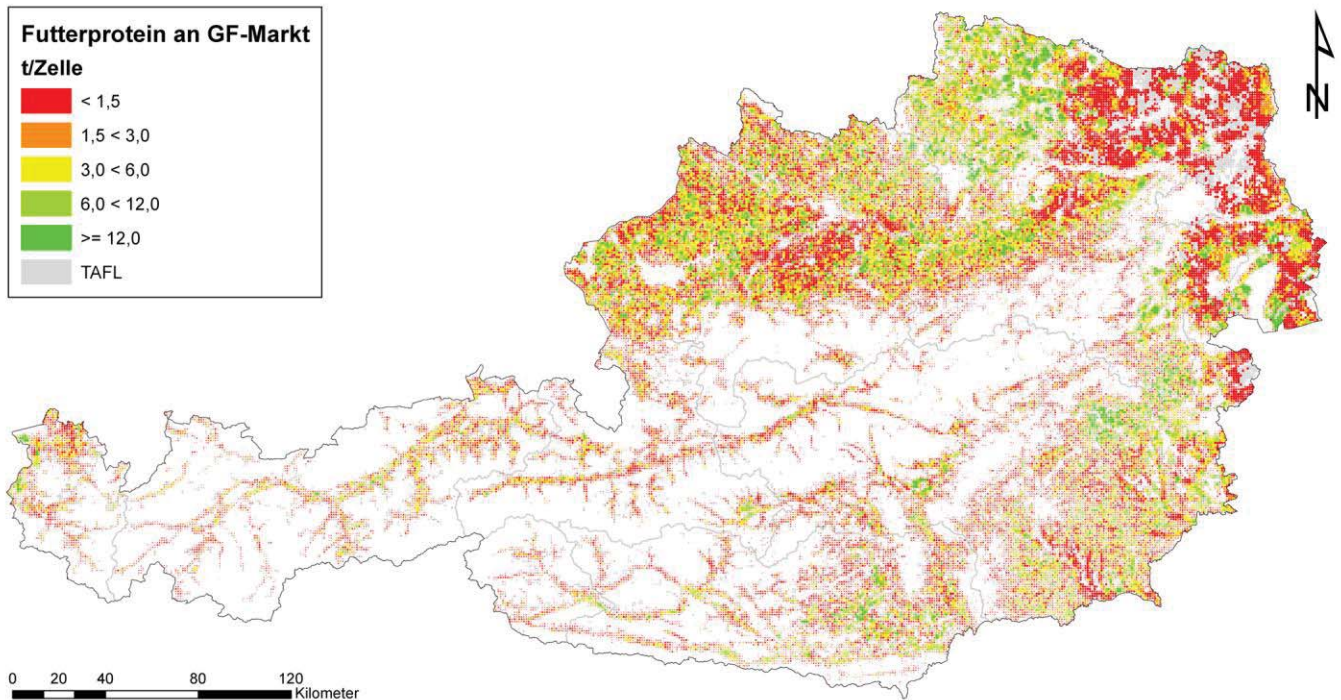 Futterprotein an GF-Markt
t/Zelle
< 1,5
1,5 < 3,0
3,0 < 6,0
6,0 < 12,0
>= 12,0
TAFL
N
0 20 40 80 120
Kilometer